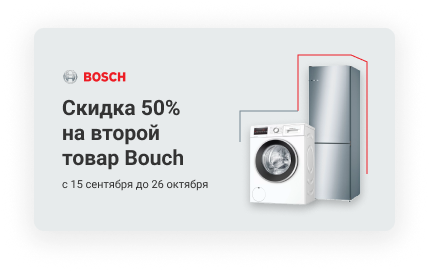 BOSCH
Скидка 50%
на второй
товар Bouch
с 15 сентября до 26 октября